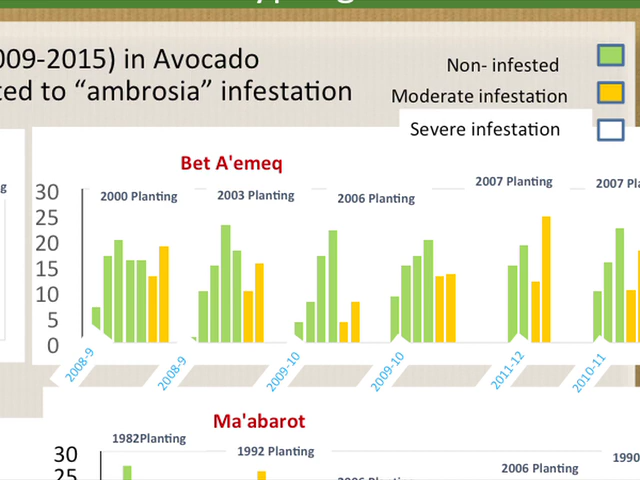 009-2015) in Avocado
ted to “ambrosia” infestation
Non- infested
Moderate infestation
Severe infestation
Bet A'emeq
2000 Planting
2003 Planting
2006 Planting
2007 Planting
2007 Pl
30
25
20
15
10
5
0
2008-9
2008-9
2009-10
2009-10
2011-12
2010-11
Ma'abarot
1982Planting
1992 Planting
2006 Planting
1990
30
25